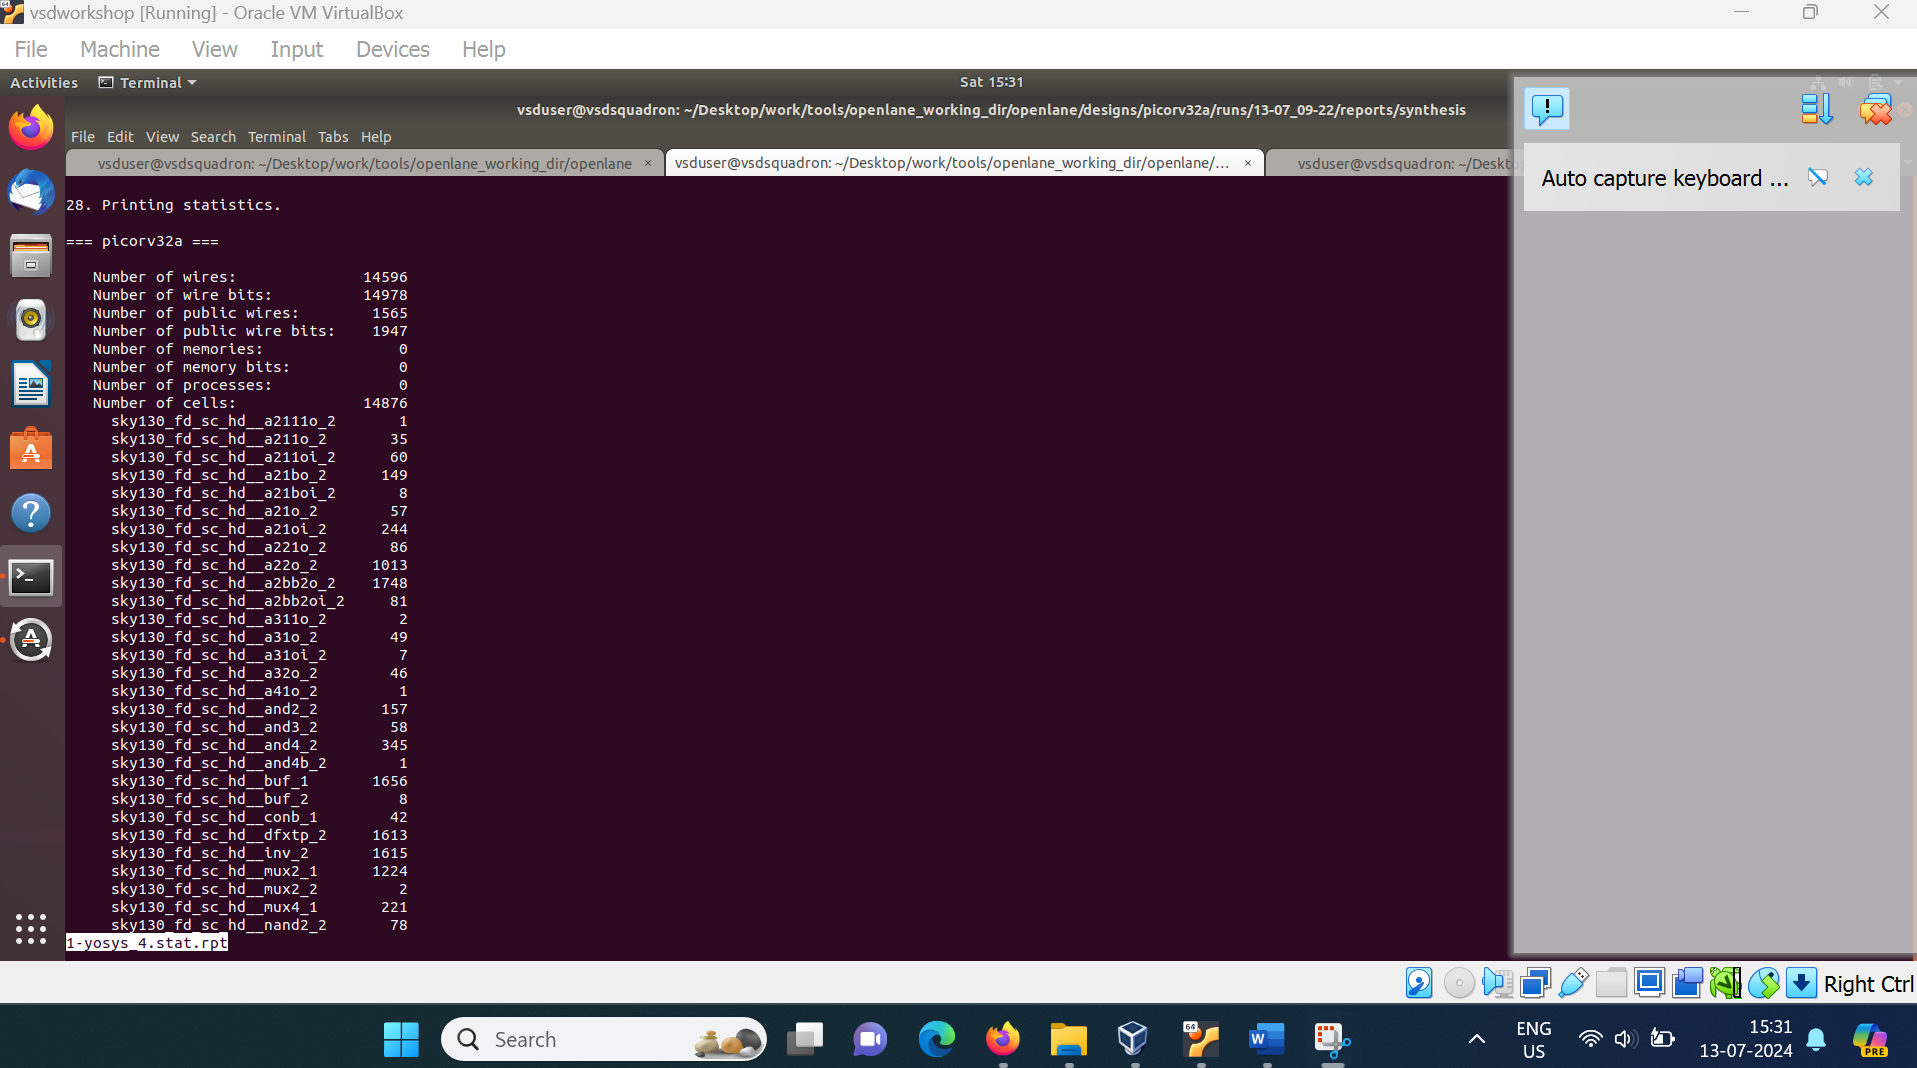 vsdworkshop [Running] - Oracle VM VirtualBox
File Machine View Input Devices Help
Activities Terminal Sat 15:31
vsduser@vsdsquadron: ~/Desktop/work/tools/openlane_working_dir/openlane/designs/picorv32a/runs/13-07_09-22/reports/synthesis
File Edit View Search Terminal Tabs Help
vsduser@vsdsquadron: ~/Desktop/work/tools/openlane_working_dir/openlane × vsduser@vsdsquadron: ~/Desktop/work/tools/openlane_working_dir/openlane/... × vsduser@vsdsquadron: ~/Deskto
Auto capture keyboard ...
28. Printing statistics.
=== picorv32a ===
Number of wires: 14596
Number of wire bits: 14978
Number of public wires: 1565
Number of public wire bits: 1947
Number of memories: 0
Number of memory bits: 0
Number of processes: 0
Number of cells: 14876
sky130_fd_sc_hd__a2111o_2 1
sky130_fd_sc_hd__a211o_2 35
sky130_fd_sc_hd__a211oi_2 60
sky130_fd_sc_hd__a21bo_2 149
sky130_fd_sc_hd__a21boi_2 8
sky130_fd_sc_hd__a21o_2 57
sky130_fd_sc_hd__a21oi_2 244
sky130_fd_sc_hd__a221o_2 86
sky130_fd_sc_hd__a22o_2 1013
sky130_fd_sc_hd__a2bb2o_2 1748
sky130_fd_sc_hd__a2bb2oi_2 81
sky130_fd_sc_hd__a311o_2 2
sky130_fd_sc_hd__a31o_2 49
sky130_fd_sc_hd__a31oi_2 7
sky130_fd_sc_hd__a32o_2 46
sky130_fd_sc_hd__a41o_2 1
sky130_fd_sc_hd__and2_2 157
sky130_fd_sc_hd__and3_2 58
sky130_fd_sc_hd__and4_2 345
sky130_fd_sc_hd__and4b_2 1
sky130_fd_sc_hd__buf_1 1656
sky130_fd_sc_hd__buf_2 8
sky130_fd_sc_hd__conb_1 42
sky130_fd_sc_hd__dfxtp_2 1613
sky130_fd_sc_hd__inv_2 1615
sky130_fd_sc_hd__mux2_1 1224
sky130_fd_sc_hd__mux2_2 2
sky130_fd_sc_hd__mux4_1 221
sky130_fd_sc_hd__nand2_2 78
1-yosys_4.stat.rpt
Right Ctrl
Search
64
ENG
US
15:31
13-07-2024
PRE